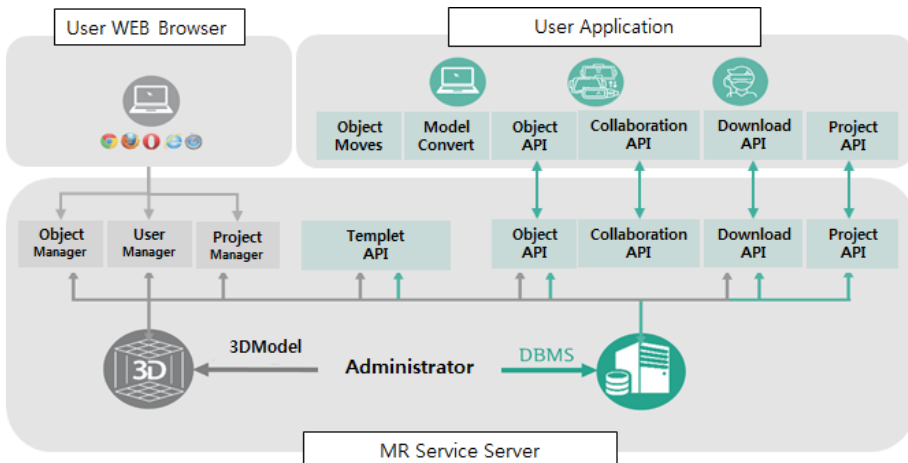 User WEB Browser
User Application
Object
Moves
Model
Convert
Object
API
Collaboration
API
Download
API
Project
API
Object
Manager
User
Manager
Project
Manager
Templet
API
Object
API
Collaboration
API
Download
API
Project
API
3D
3DModel
Administrator
DBMS
MR Service Server